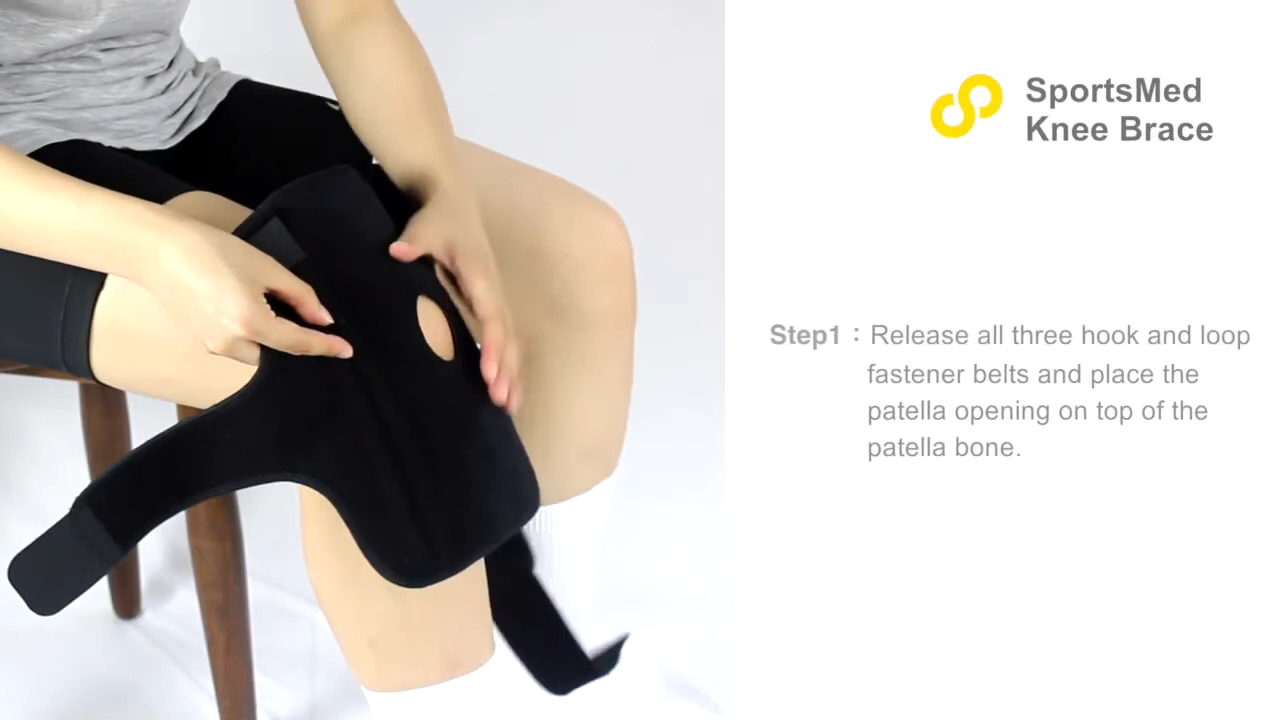 SportsMed
Knee Brace
Step1：Release all three hook and loop
fastener belts and place the
patella opening on top of the
patella bone.